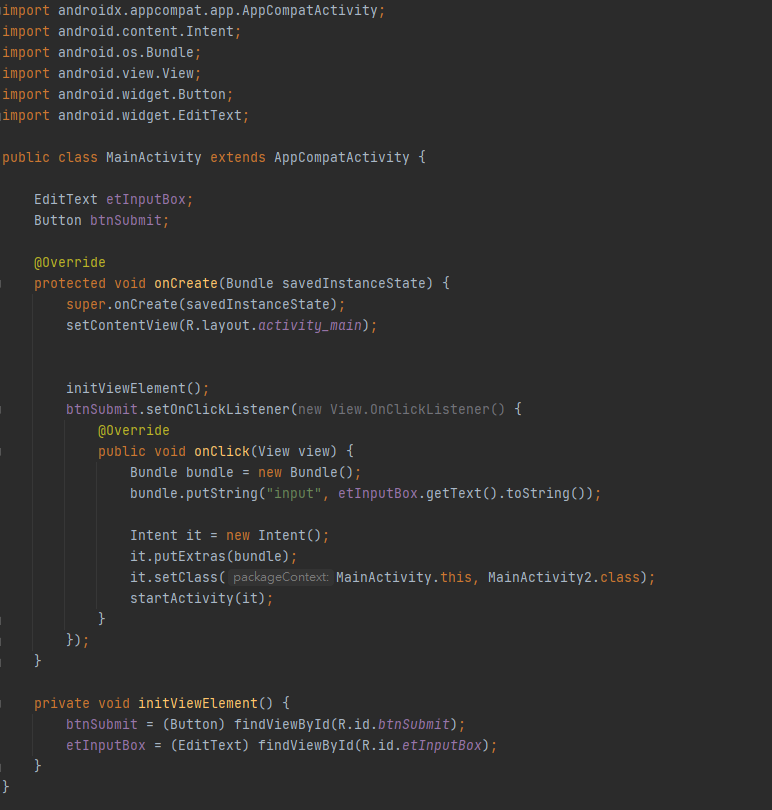 import androidx.appcompat.app.AppCompatActivity;
import android.content.Intent;
import android.os.Bundle;
import android.view.View;
import android.widget.Button;
import android.widget.EditText;

public class MainActivity extends AppCompatActivity {

    EditText etInputBox;
    Button btnSubmit;

    @Override
    protected void onCreate(Bundle savedInstanceState) {
        super.onCreate(savedInstanceState);
        setContentView(R.layout.activity_main);


        initViewElement();
        btnSubmit.setOnClickListener(new View.OnClickListener() {
            @Override
            public void onClick(View view) {
                Bundle bundle = new Bundle();
                bundle.putString("input", etInputBox.getText().toString());

                Intent it = new Intent();
                it.putExtras(bundle);
                it.setClass( packageContext: MainActivity.this, MainActivity2.class);
                startActivity(it);
            }
        });
    }

    private void initViewElement() {
        btnSubmit = (Button) findViewById(R.id.btnSubmit);
        etInputBox = (EditText) findViewById(R.id.etInputBox);
    }
}